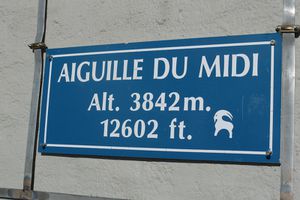 AIGUILLE DU MIDI
Alt. 3842m.
12602 ft.